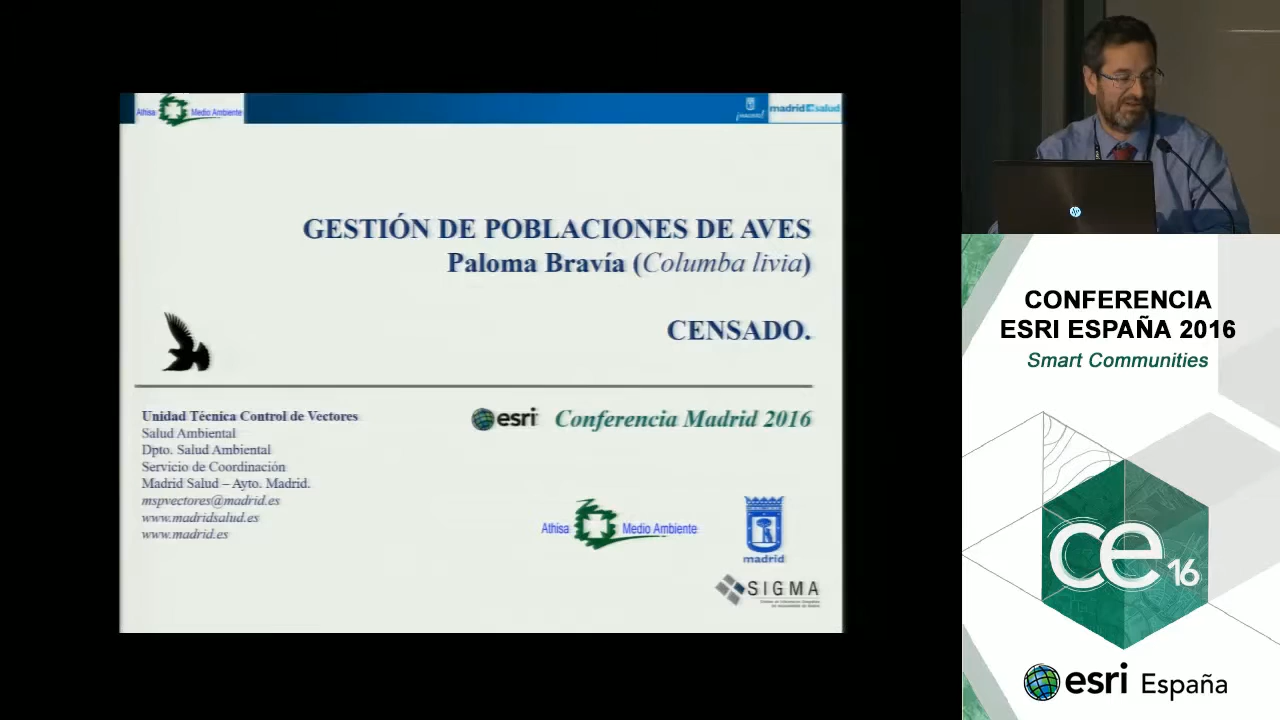 Athisa Medio Ambiente
¡madrid!
madrid salud
GESTIÓN DE POBLACIONES DE AVES
Paloma Bravía (Columba livia)
CENSADO.
Unidad Técnica Control de Vectores
Salud Ambiental
Dpto. Salud Ambiental
Servicio de Coordinación
Madrid Salud – Ayto. Madrid.
mspvectores@madrid.es
www.madridsalud.es
www.madrid.es
esri Conferencia Madrid 2016
Athisa Medio Ambiente
madrid
SIGMA
hp
CONFERENCIA
ESRI ESPAÑA 2016
Smart Communities
ce16
esri España